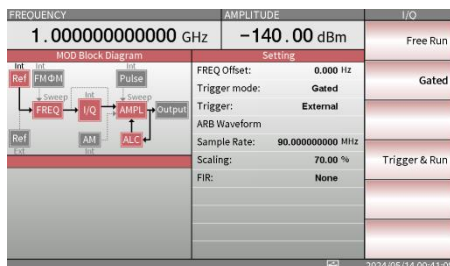 FREQUENCY AMPLITUDE I/Q
1.000000000000 GHz −140.00 dBm
Free Run
MOD Block Diagram Setting
Int Int Int
Ref FMΦM Pulse
Sweep Int Sweep
FREQ I/Q AMPL Output
Ref AM ALC
Ext Int
FREQ Offset: 0.000 Hz
Trigger mode: Gated
Trigger: External
ARB Waveform
Sample Rate: 90.000000000 MHz
Scaling: 70.00 %
FIR: None
Gated
Trigger & Run